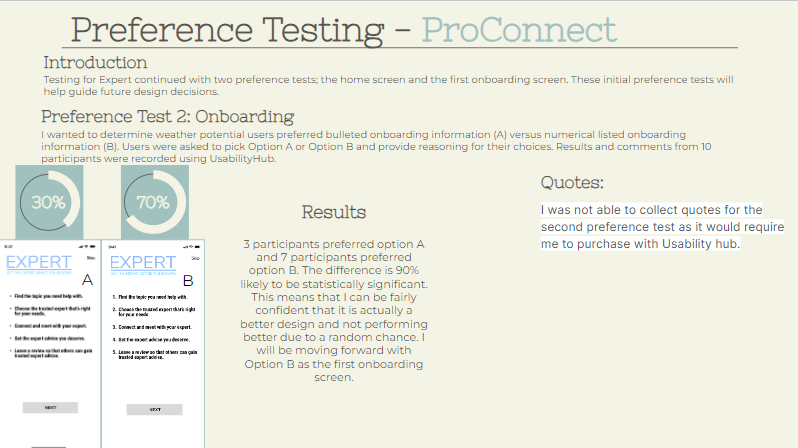 Preference Testing – ProConnect
Introduction
Testing for Expert continued with two preference tests; the home screen and the first onboarding screen. These initial preference tests will
help guide future design decisions.
Preference Test 2: Onboarding
I wanted to determine weather potential users preferred bulleted onboarding information (A) versus numerical listed onboarding
information (B). Users were asked to pick Option A or Option B and provide reasoning for their choices. Results and comments from 10
participants were recorded using UsabilityHub.
30%
70%
9:41
Skip
EXPERT
A
• Find the topic you need help with.
• Choose the trusted expert that's right
for your needs.
• Connect and meet with your expert.
• Get the expert advice you deserve.
• Leave a review so that others can gain
trusted expert advice.
NEXT
9:41
Skip
EXPERT
B
1. Find the topic you need help with.
2. Choose the trusted expert that's right
for your needs.
3. Connect and meet with your expert.
4. Get the expert advice you deserve.
5. Leave a review so that others can gain
trusted expert advice.
NEXT
Results
3 participants preferred option A
and 7 participants preferred
option B. The difference is 90%
likely to be statistically significant.
This means that I can be fairly
confident that it is actually a
better design and not performing
better due to a random chance. I
will be moving forward with
Option B as the first onboarding
screen.
Quotes:
I was not able to collect quotes for the
second preference test as it would require
me to purchase with Usability hub.